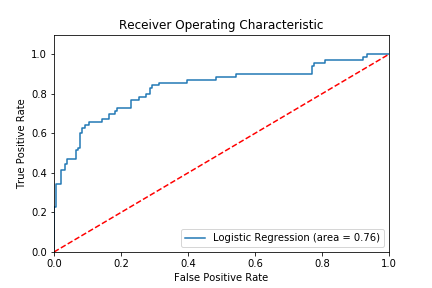 Receiver Operating Characteristic
1.0
0.8
0.6
0.4
0.2
0.0
True Positive Rate
Logistic Regression (area = 0.76)
0.0 0.2 0.4 0.6 0.8 1.0
False Positive Rate